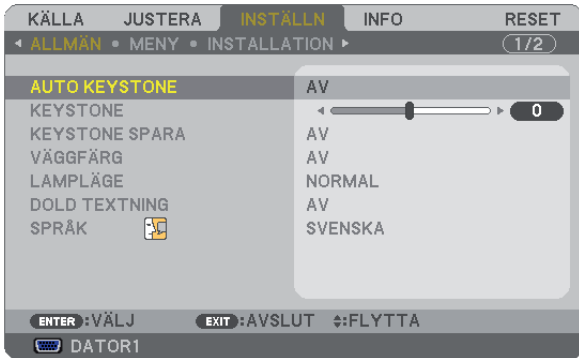 KÄLLA JUSTERA INSTÄLLN INFO RESET
ALLMÄN • MENY • INSTALLATION 1/2
AUTO KEYSTONE AV
KEYSTONE 0
KEYSTONE SPARA AV
VÄGGFÄRG AV
LAMPLÄGE NORMAL
DOLD TEXTNING AV
SPRÅK SVENSKA
ENTER :VÄLJ EXIT :AVSLUT :FLYTTA
DATOR1